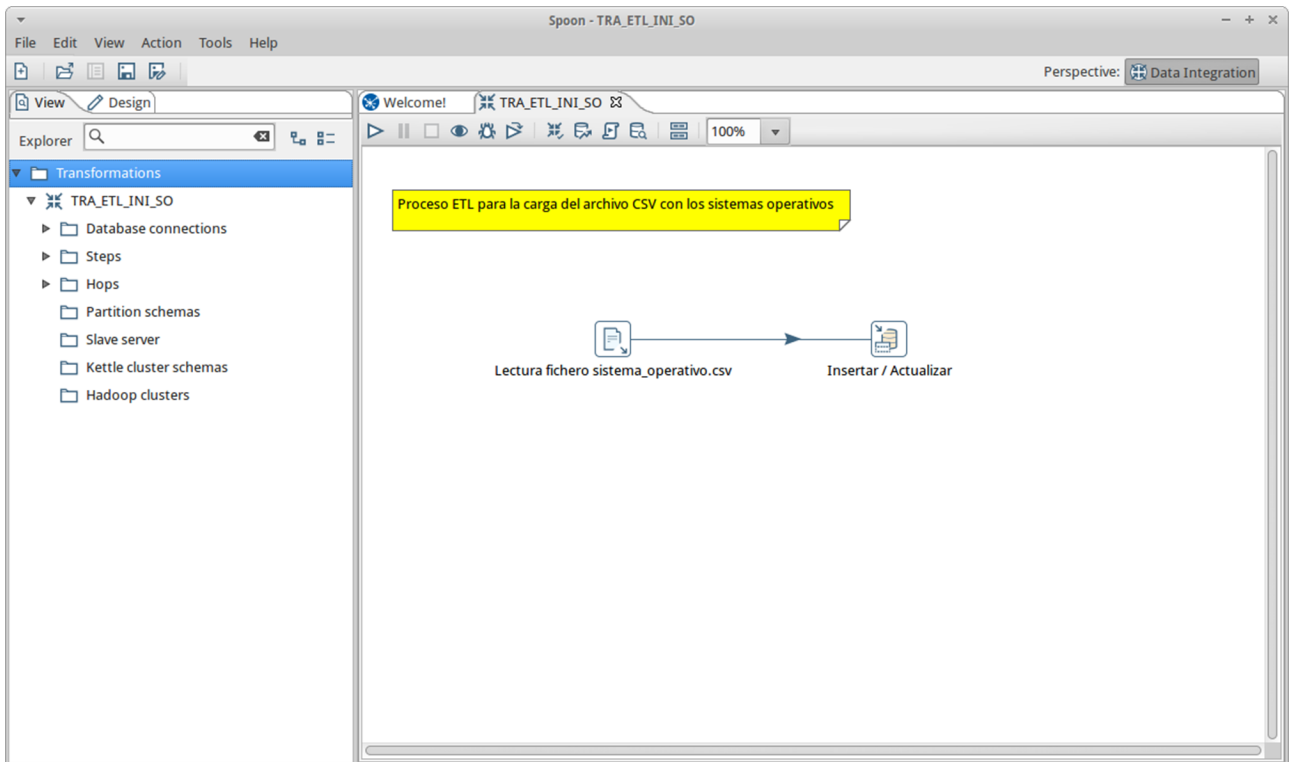 Spoon - TRA_ETL_INI_SO
File Edit View Action Tools Help
Perspective: Data Integration
View Design
Welcome! TRA_ETL_INI_SO
Explorer
100%
Transformations
TRA_ETL_INI_SO
Database connections
Steps
Hops
Partition schemas
Slave server
Kettle cluster schemas
Hadoop clusters
Proceso ETL para la carga del archivo CSV con los sistemas operativos
Lectura fichero sistema_operativo.csv
Insertar / Actualizar